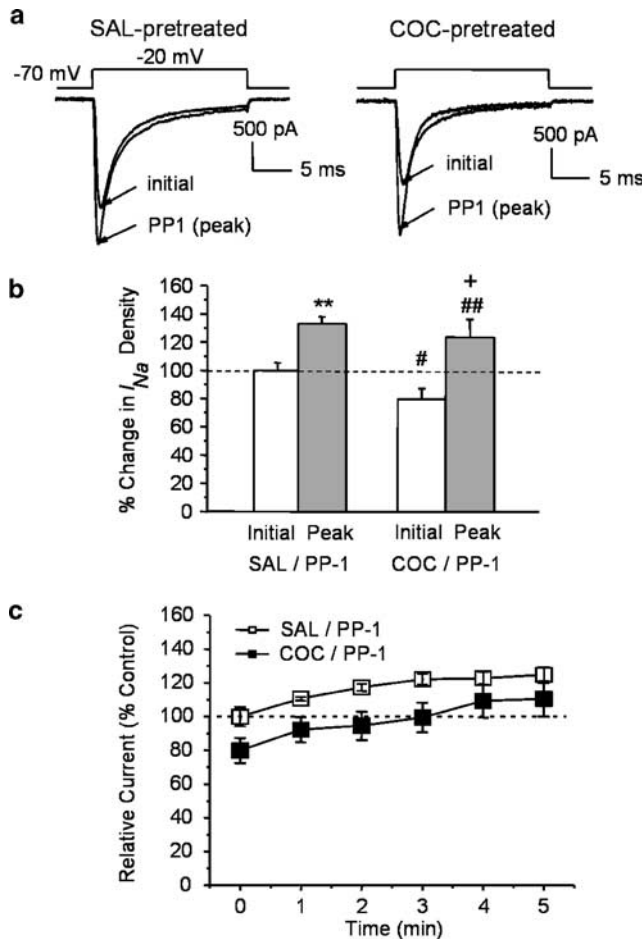 a
SAL-pretreated
COC-pretreated
-70 mV
-20 mV
500 pA
5 ms
initial
PP1 (peak)
500 pA
5 ms
initial
PP1 (peak)
b
% Change in I_Na Density
160
140
120
100
80
60
40
20
0
**
#
+
##
Initial Peak Initial Peak
SAL / PP-1 COC / PP-1
c
Relative Current (% Control)
160
140
120
100
80
60
40
20
0
SAL / PP-1
COC / PP-1
0 1 2 3 4 5
Time (min)